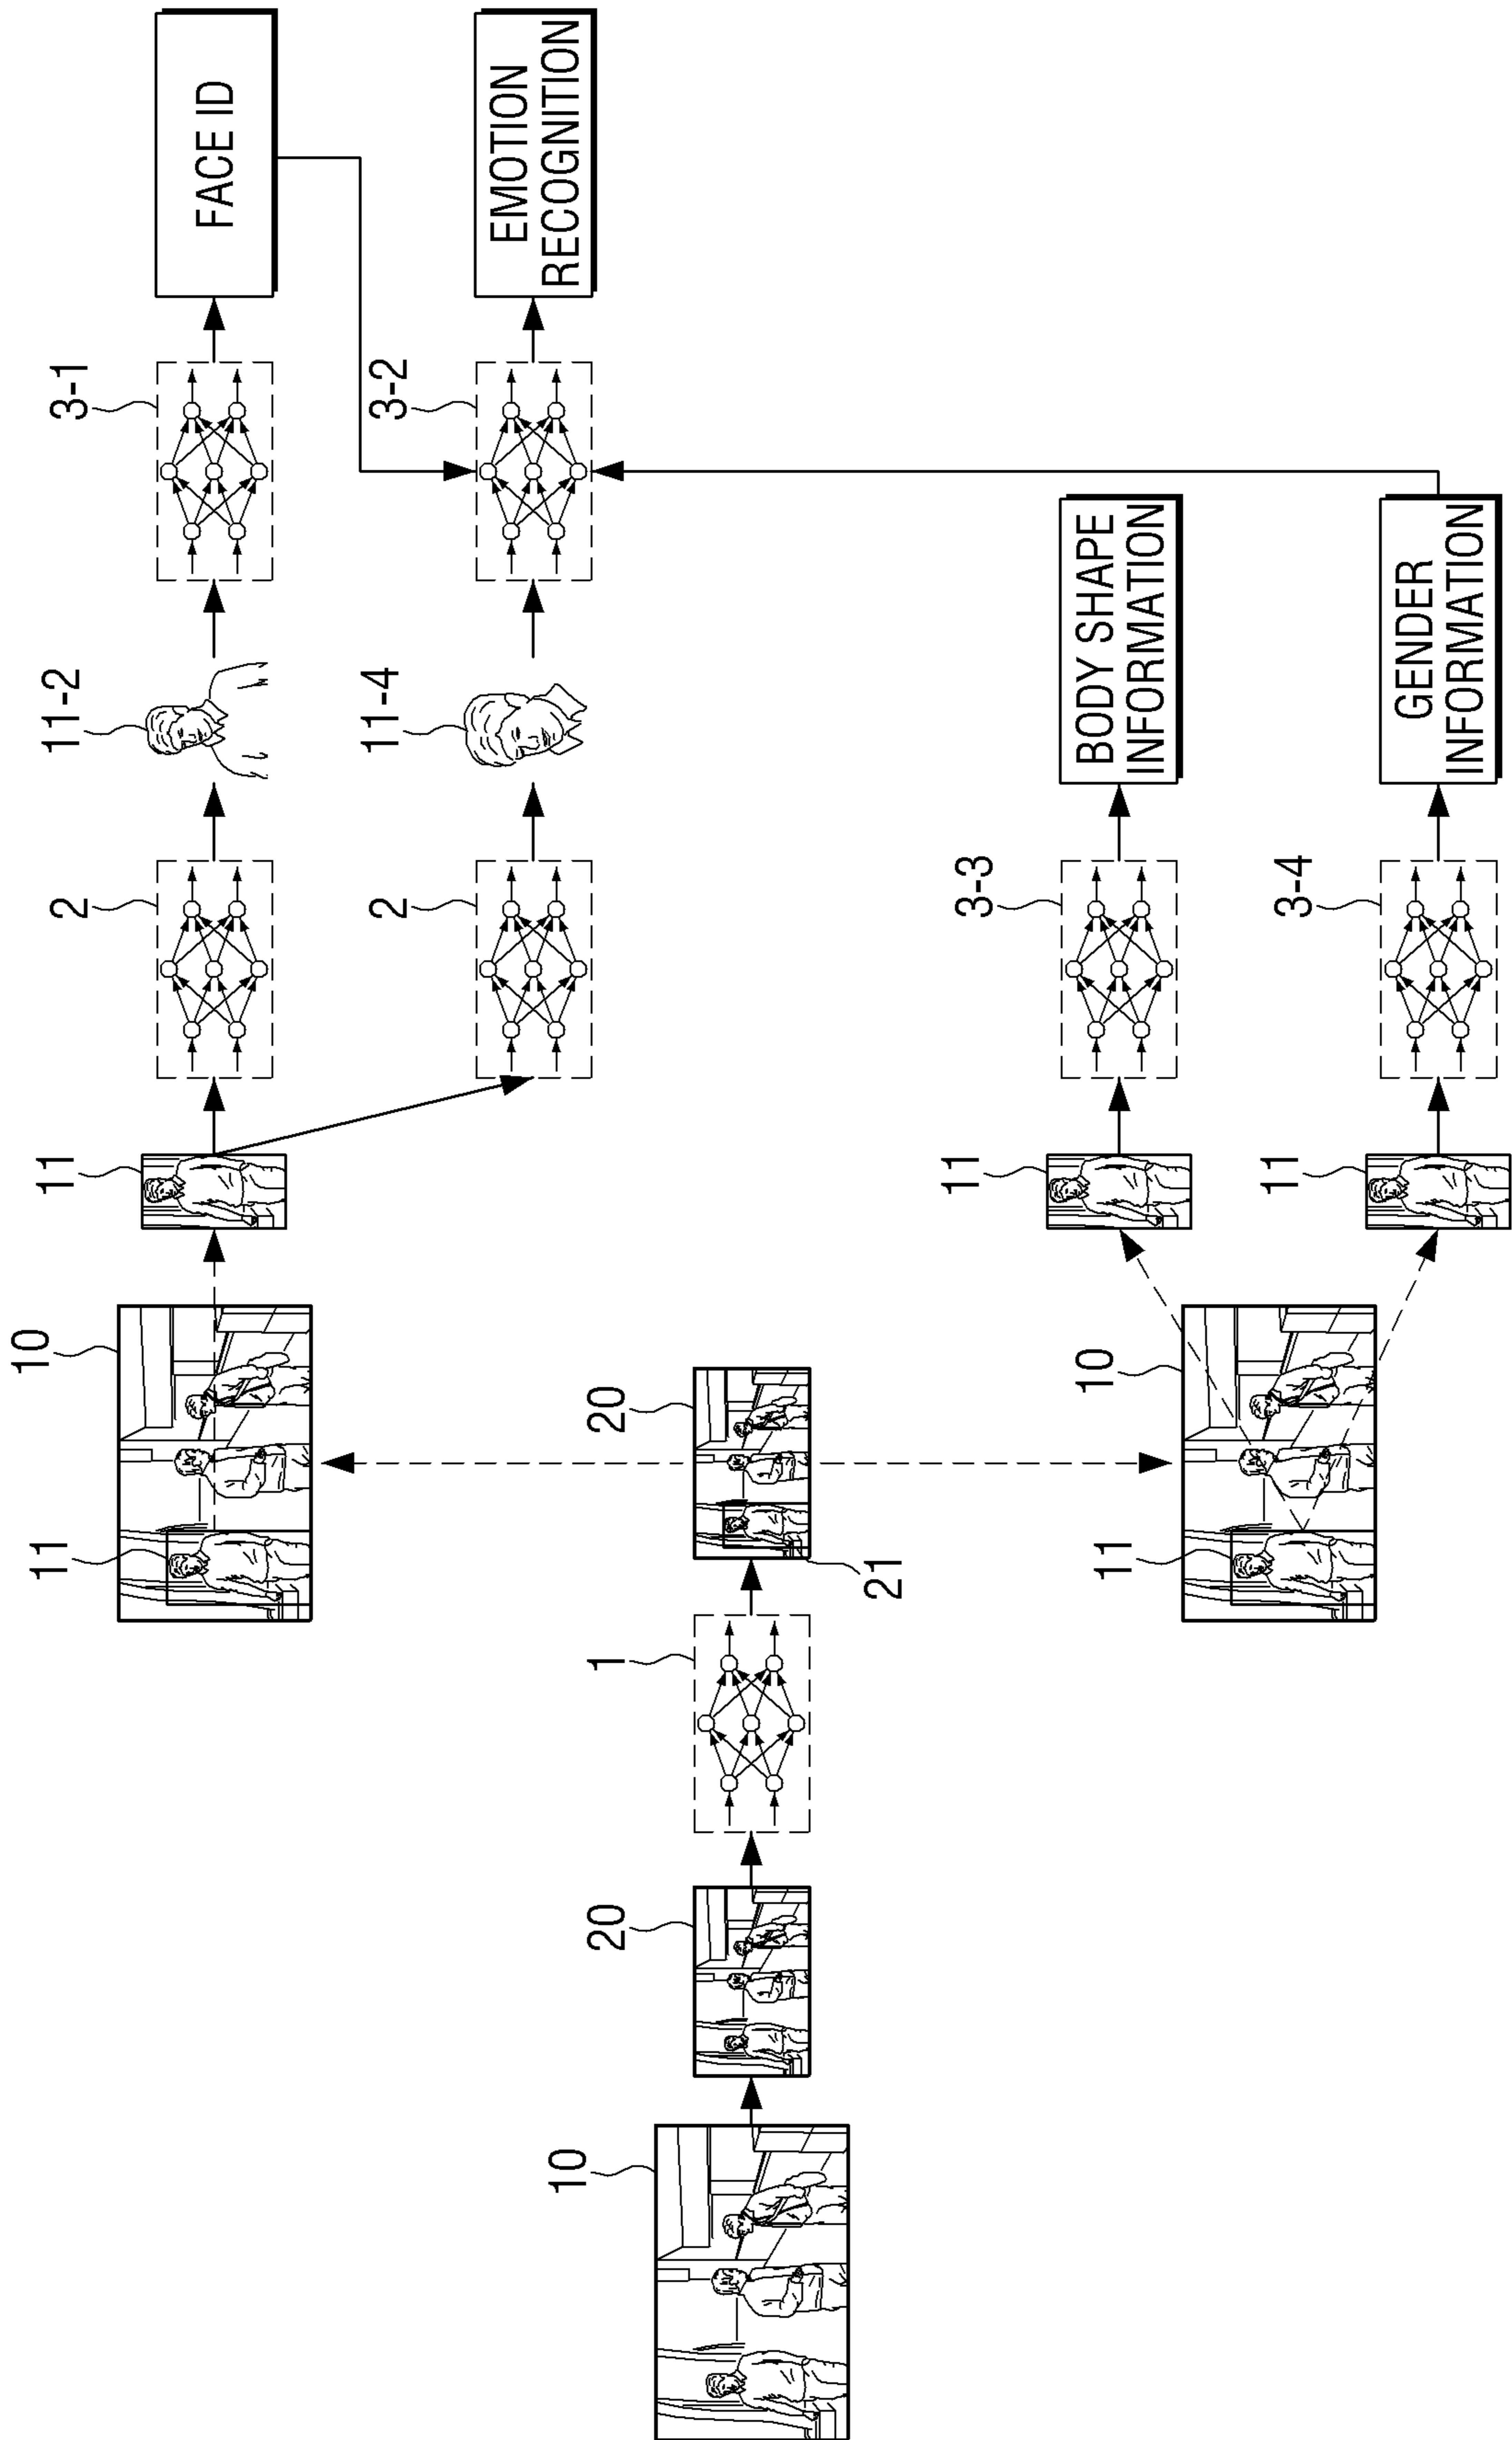 10
11
11
2
11-2
3-1
FACE ID
2
11-4
3-2
EMOTION
RECOGNITION
10
20
1
20
21
11
3-3
BODY SHAPE
INFORMATION
10
11
11
3-4
GENDER
INFORMATION